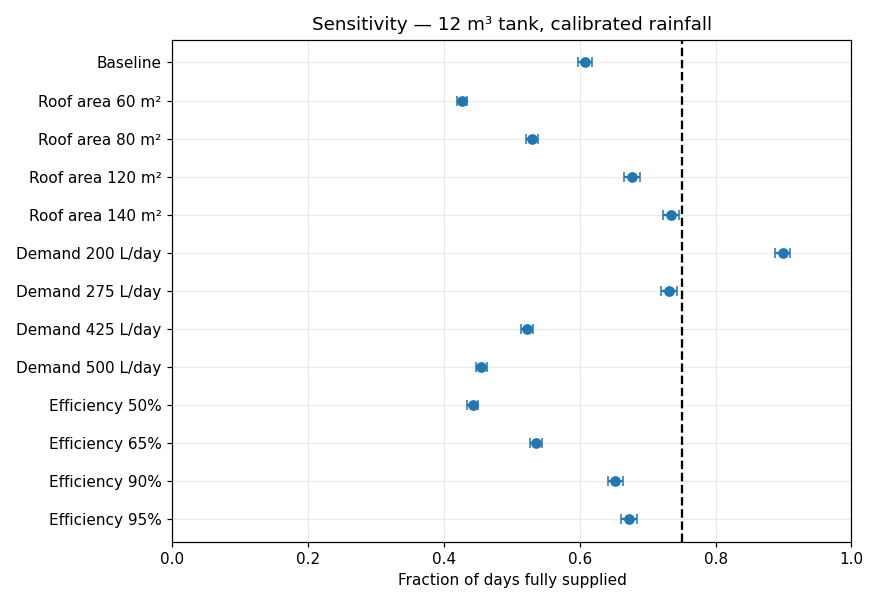 Sensitivity — 12 m³ tank, calibrated rainfall
Baseline
Roof area 60 m²
Roof area 80 m²
Roof area 120 m²
Roof area 140 m²
Demand 200 L/day
Demand 275 L/day
Demand 425 L/day
Demand 500 L/day
Efficiency 50%
Efficiency 65%
Efficiency 90%
Efficiency 95%
0.0 0.2 0.4 0.6 0.8 1.0
Fraction of days fully supplied